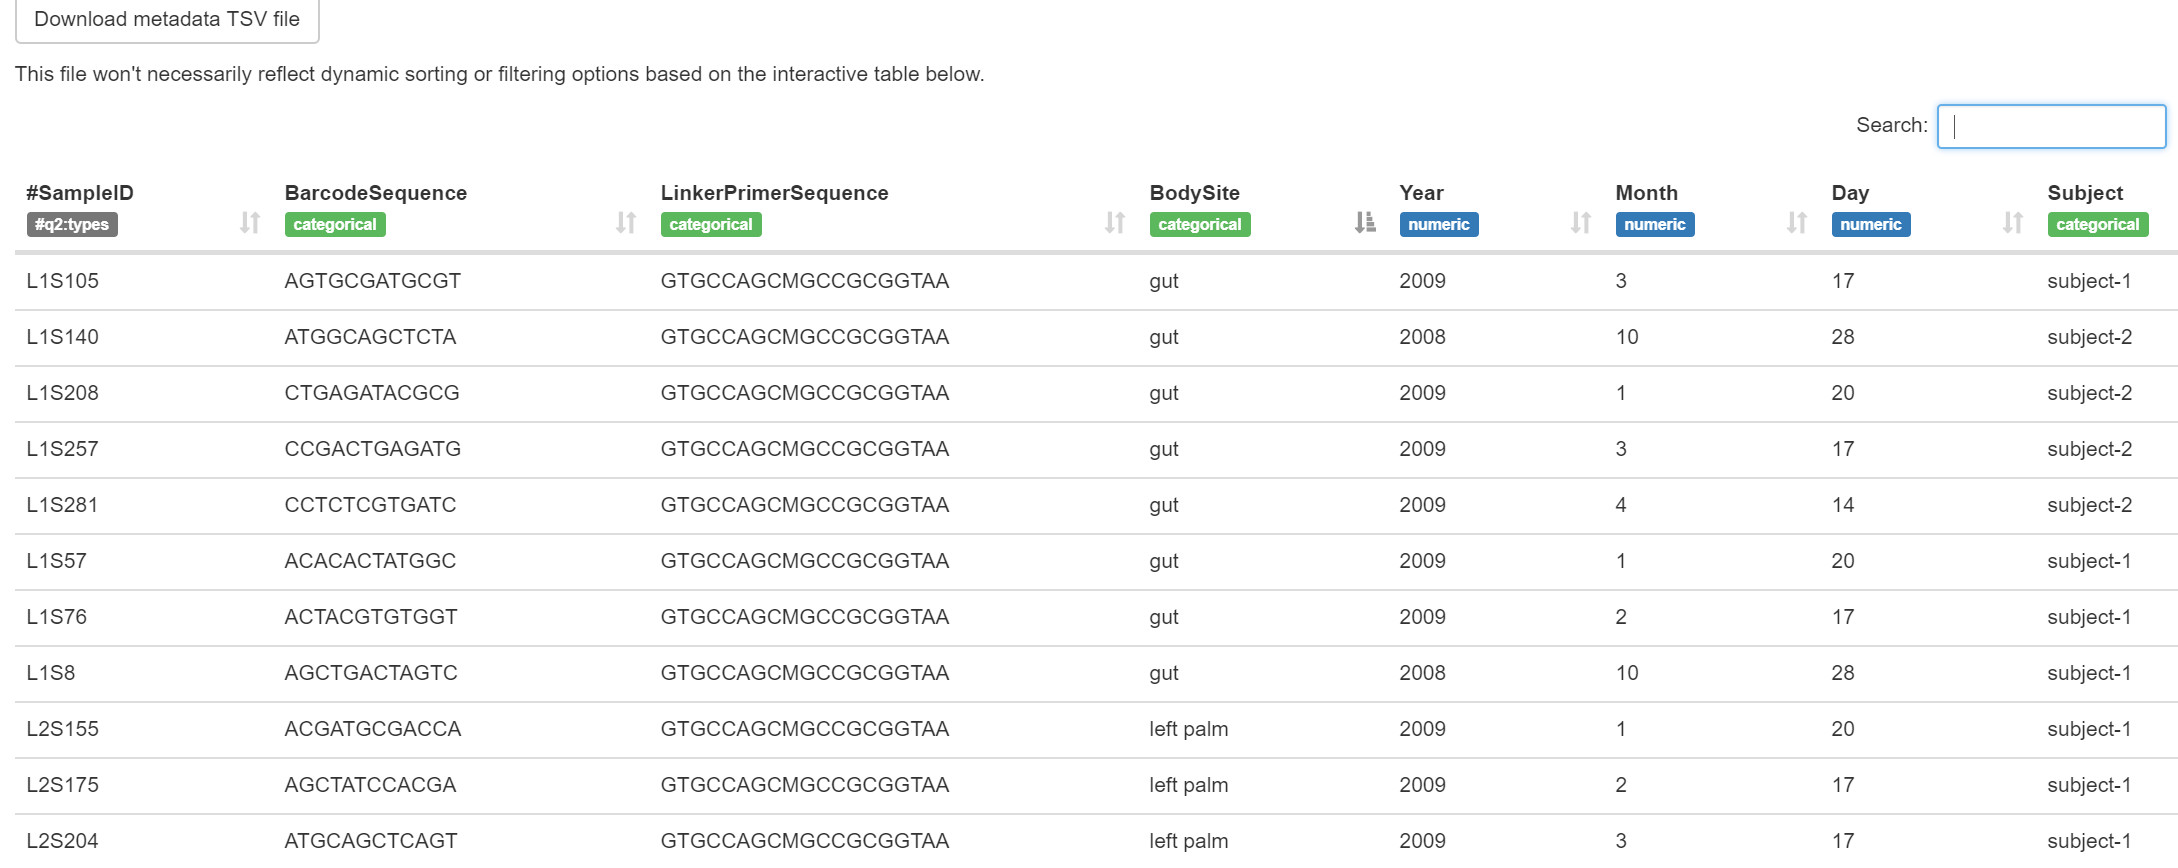 Download metadata TSV file
This file won't necessarily reflect dynamic sorting or filtering options based on the interactive table below.
Search:
#SampleID BarcodeSequence LinkerPrimerSequence BodySite Year Month Day Subject
#q2:types categorical categorical categorical numeric numeric numeric categorical
L1S105 AGTGCGATGCGT GTGCCAGCMGCCGCGGTAA gut 2009 3 17 subject-1
L1S140 ATGGCAGCTCTA GTGCCAGCMGCCGCGGTAA gut 2008 10 28 subject-2
L1S208 CTGAGATACGCG GTGCCAGCMGCCGCGGTAA gut 2009 1 20 subject-2
L1S257 CCGACTGAGATG GTGCCAGCMGCCGCGGTAA gut 2009 3 17 subject-2
L1S281 CCTCTCGTGATC GTGCCAGCMGCCGCGGTAA gut 2009 4 14 subject-2
L1S57 ACACACTATGGC GTGCCAGCMGCCGCGGTAA gut 2009 1 20 subject-1
L1S76 ACTACGTGTGGT GTGCCAGCMGCCGCGGTAA gut 2009 2 17 subject-1
L1S8 AGCTGACTAGTC GTGCCAGCMGCCGCGGTAA gut 2008 10 28 subject-1
L2S155 ACGATGCGACCA GTGCCAGCMGCCGCGGTAA left palm 2009 1 20 subject-1
L2S175 AGCTATCCACGA GTGCCAGCMGCCGCGGTAA left palm 2009 2 17 subject-1
L2S204 ATGCAGCTCAGT GTGCCAGCMGCCGCGGTAA left palm 2009 3 17 subject-1